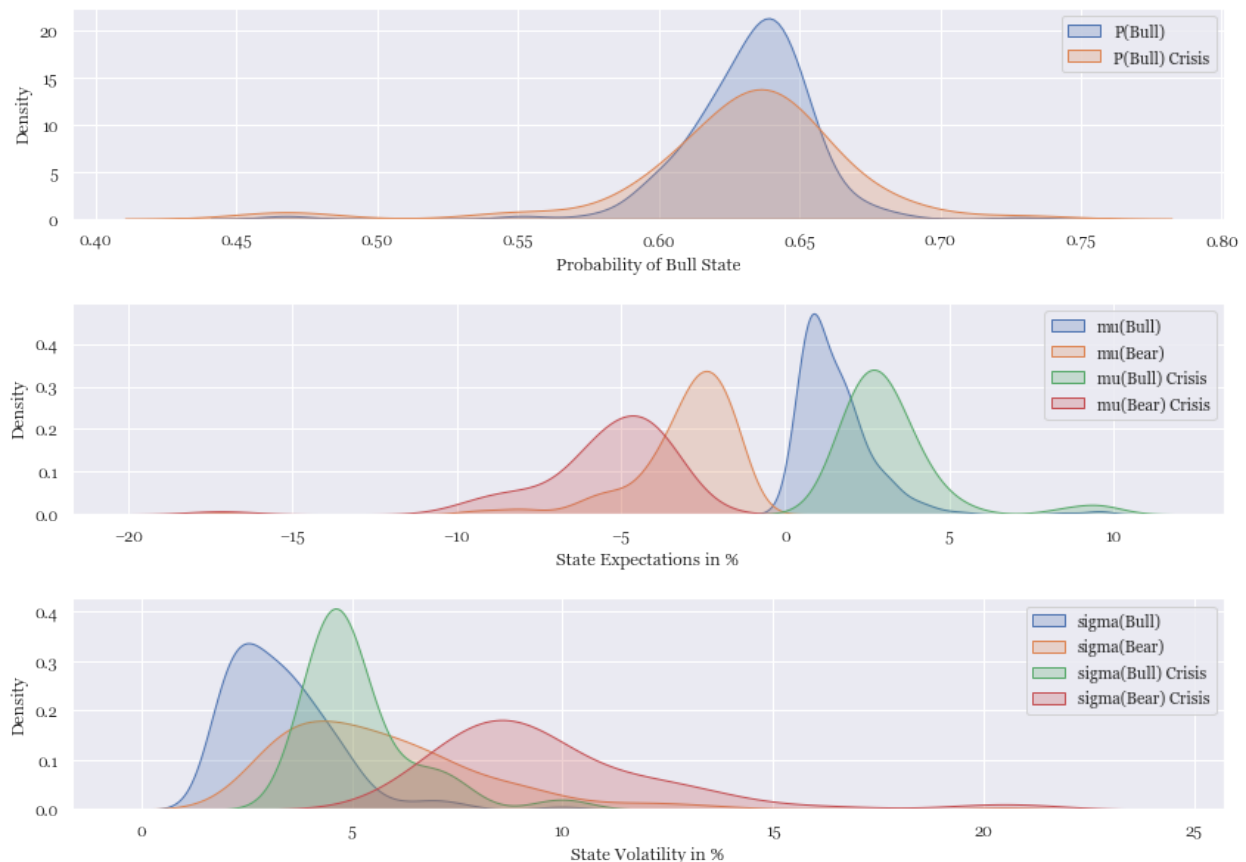 20
15
10
5
0
Density
P(Bull)
P(Bull) Crisis
0.40 0.45 0.50 0.55 0.60 0.65 0.70 0.75 0.80
Probability of Bull State
0.4
0.3
0.2
0.1
0.0
Density
mu(Bull)
mu(Bear)
mu(Bull) Crisis
mu(Bear) Crisis
−20 −15 −10 −5 0 5 10
State Expectations in %
0.4
0.3
0.2
0.1
0.0
Density
sigma(Bull)
sigma(Bear)
sigma(Bull) Crisis
sigma(Bear) Crisis
0 5 10 15 20 25
State Volatility in %